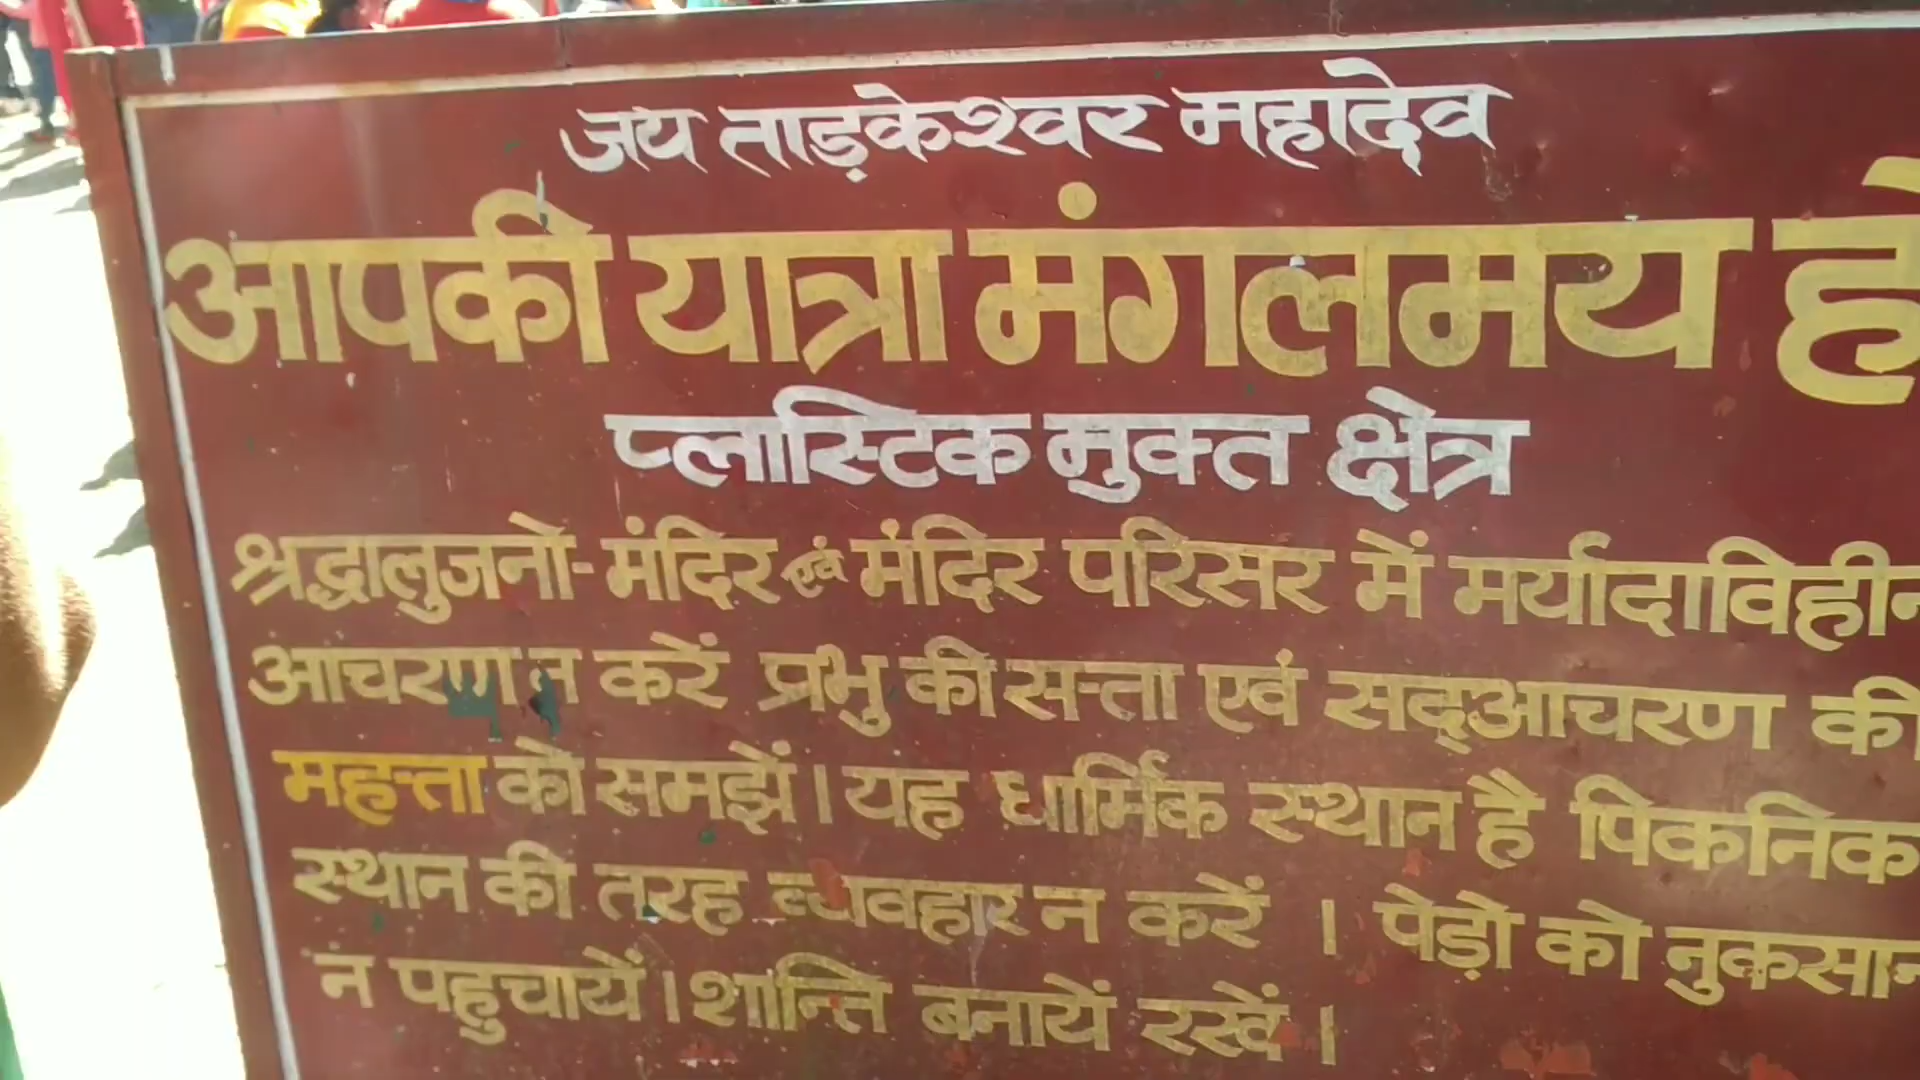 जय ताड़केश्वर महादेव
आपकी यात्रा मंगलमय हो
प्लास्टिक मुक्त क्षेत्र
श्रद्धालुजनो- मंदिर एवं मंदिर परिसर में मर्यादाविहीन
आचरण न करें प्रभु की सत्ता एवं सद्आचरण की
महत्ता को समझें । यह धार्मिक स्थान है पिकनिक
स्थान की तरह व्यवहार न करें । पेड़ो को नुकसान
न पहुचायें । शान्ति बनायें रखें ।